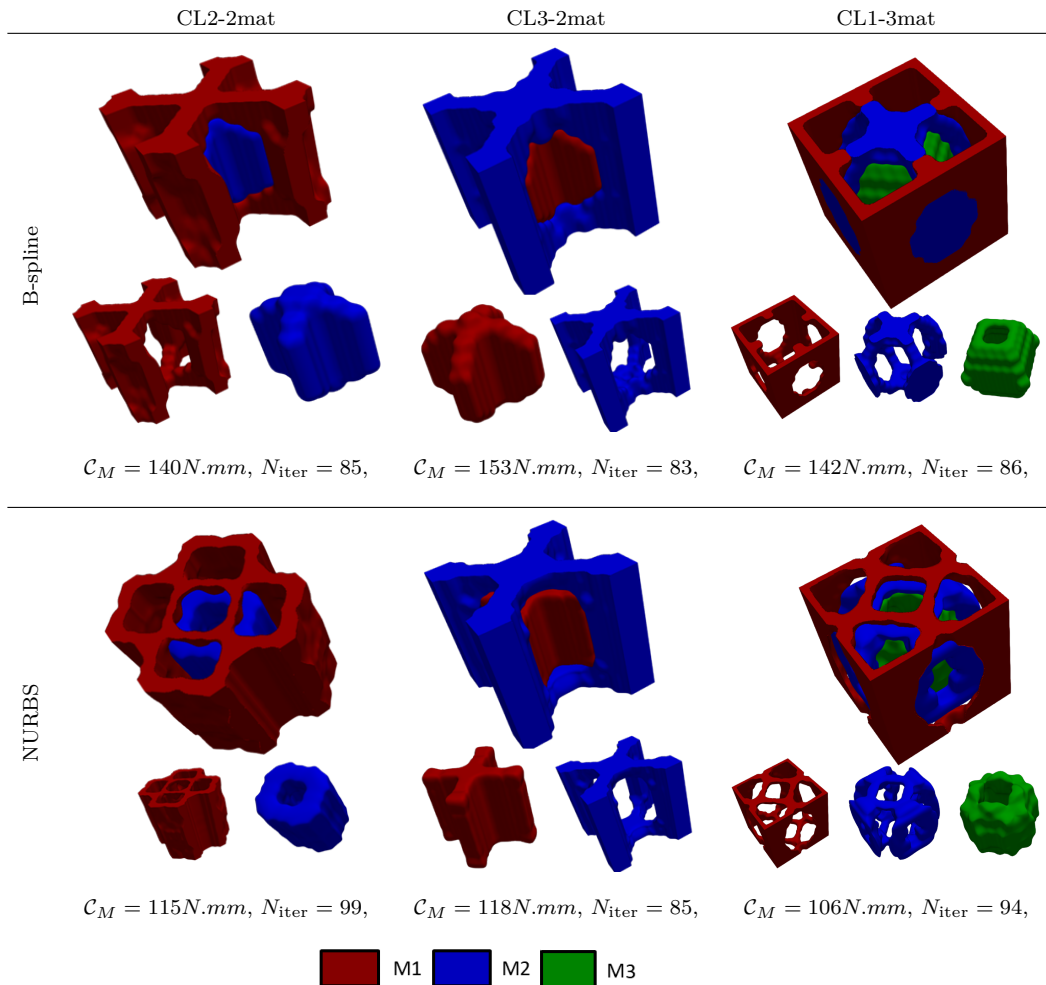 CL2-2mat CL3-2mat CL1-3mat
B-spline
𝒞_M = 140N.mm, N_iter = 85, 𝒞_M = 153N.mm, N_iter = 83, 𝒞_M = 142N.mm, N_iter = 86,
NURBS
𝒞_M = 115N.mm, N_iter = 99, 𝒞_M = 118N.mm, N_iter = 85, 𝒞_M = 106N.mm, N_iter = 94,
M1 M2 M3